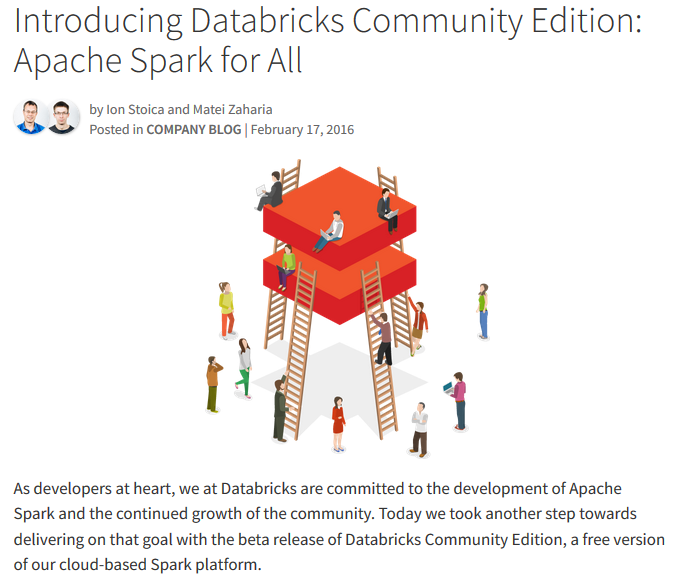 Introducing Databricks Community Edition:
Apache Spark for All
by Ion Stoica and Matei Zaharia
Posted in COMPANY BLOG | February 17, 2016
As developers at heart, we at Databricks are committed to the development of Apache
Spark and the continued growth of the community. Today we took another step towards
delivering on that goal with the beta release of Databricks Community Edition, a free version
of our cloud-based Spark platform.